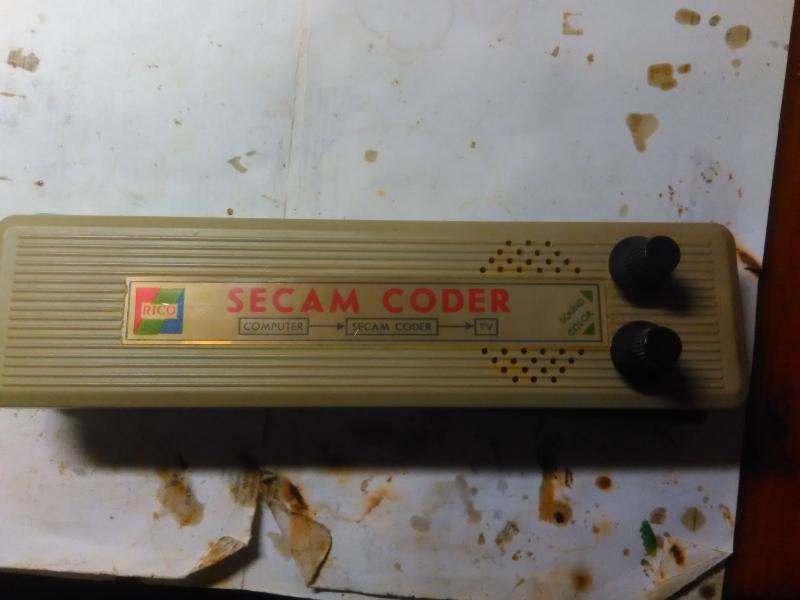 RICO
SECAM CODER
COMPUTER SECAM CODER TV
SOUND
COLOR